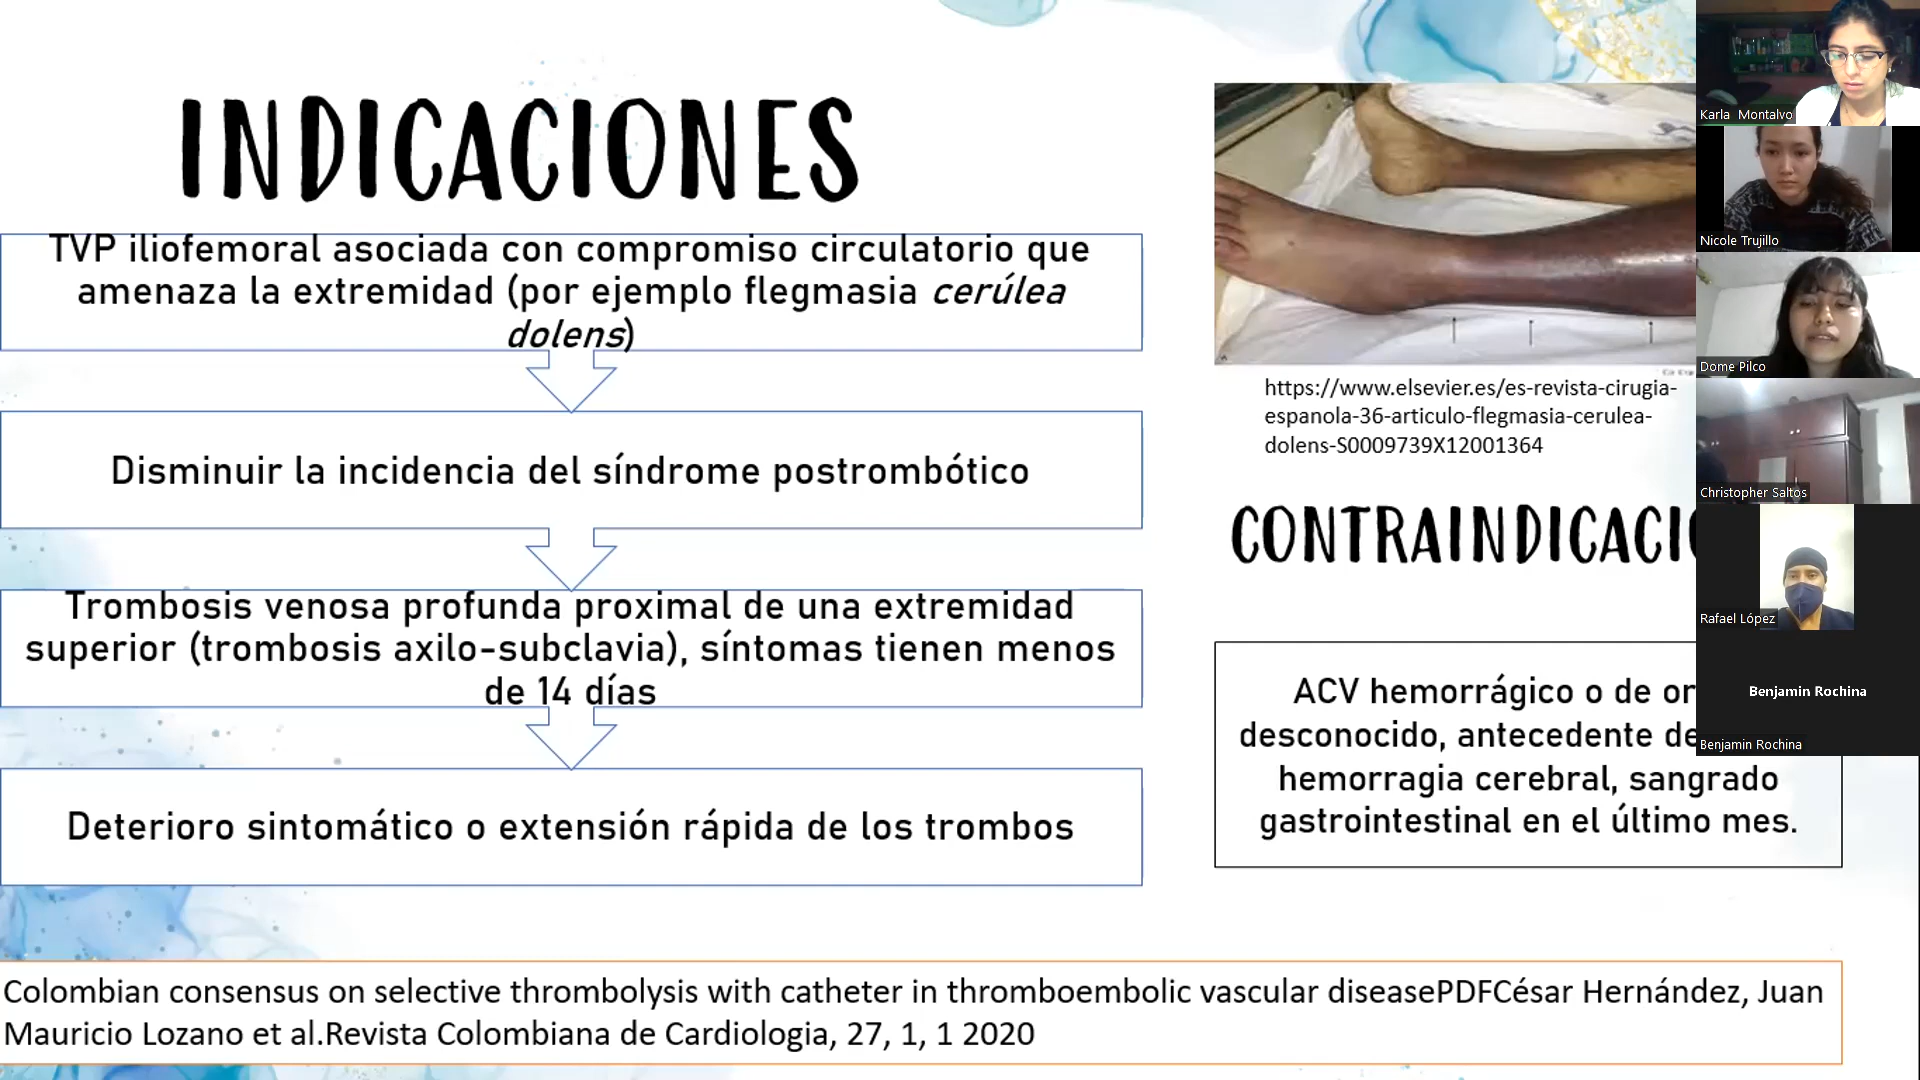 INDICACIONES
TVP iliofemoral asociada con compromiso circulatorio que
amenaza la extremidad (por ejemplo flegmasia cerúlea
dolens)
Disminuir la incidencia del síndrome postrombótico
Trombosis venosa profunda proximal de una extremidad
superior (trombosis axilo-subclavia), síntomas tienen menos
de 14 días
Deterioro sintomático o extensión rápida de los trombos
https://www.elsevier.es/es-revista-cirugia-
espanola-36-articulo-flegmasia-cerulea-
dolens-S0009739X12001364
CONTRAINDICACI
ACV hemorrágico o de or
desconocido, antecedente de
hemorragia cerebral, sangrado
gastrointestinal en el último mes.
Colombian consensus on selective thrombolysis with catheter in thromboembolic vascular diseasePDFCésar Hernández, Juan
Mauricio Lozano et al.Revista Colombiana de Cardiologia, 27, 1, 1 2020
Karla Montalvo
Nicole Trujillo
Dome Pilco
Christopher Saltos
Rafael López
Benjamin Rochina
Benjamin Rochina